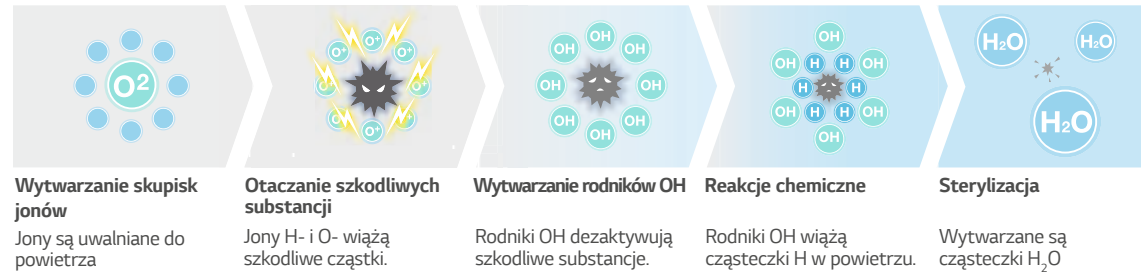 O²
O⁺ O⁺ O⁺ O⁺ O⁺ O⁺ O⁺ O⁺
OH OH OH OH OH OH OH OH
OH OH OH OH OH OH H H H H H H
H₂O H₂O H₂O
Wytwarzanie skupisk
jonów
Jony są uwalniane do
powietrza
Otaczanie szkodliwych
substancji
Jony H- i O- wiążą
szkodliwe cząstki.
Wytwarzanie rodników OH
Rodniki OH dezaktywują
szkodliwe substancje.
Reakcje chemiczne
Rodniki OH wiążą
cząsteczki H w powietrzu.
Sterylizacja
Wytwarzane są
cząsteczki H₂O